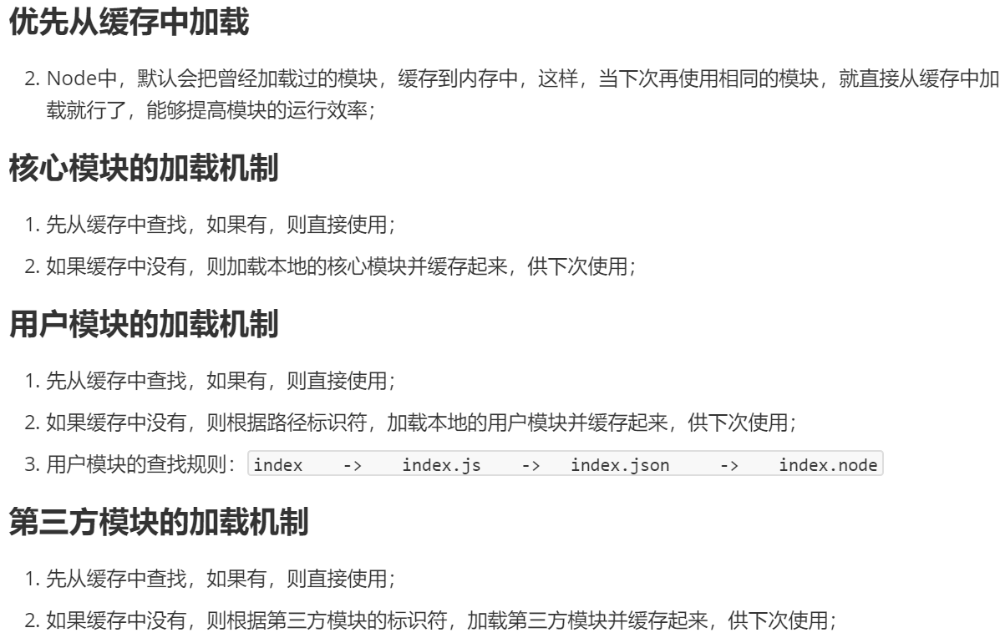 优先从缓存中加载
2. Node中，默认会把曾经加载过的模块，缓存到内存中，这样，当下次再使用相同的模块，就直接从缓存中加
载就行了，能够提高模块的运行效率；
核心模块的加载机制
1. 先从缓存中查找，如果有，则直接使用；
2. 如果缓存中没有，则加载本地的核心模块并缓存起来，供下次使用；
用户模块的加载机制
1. 先从缓存中查找，如果有，则直接使用；
2. 如果缓存中没有，则根据路径标识符，加载本地的用户模块并缓存起来，供下次使用；
3. 用户模块的查找规则：index -> index.js -> index.json -> index.node
第三方模块的加载机制
1. 先从缓存中查找，如果有，则直接使用；
2. 如果缓存中没有，则根据第三方模块的标识符，加载第三方模块并缓存起来，供下次使用；